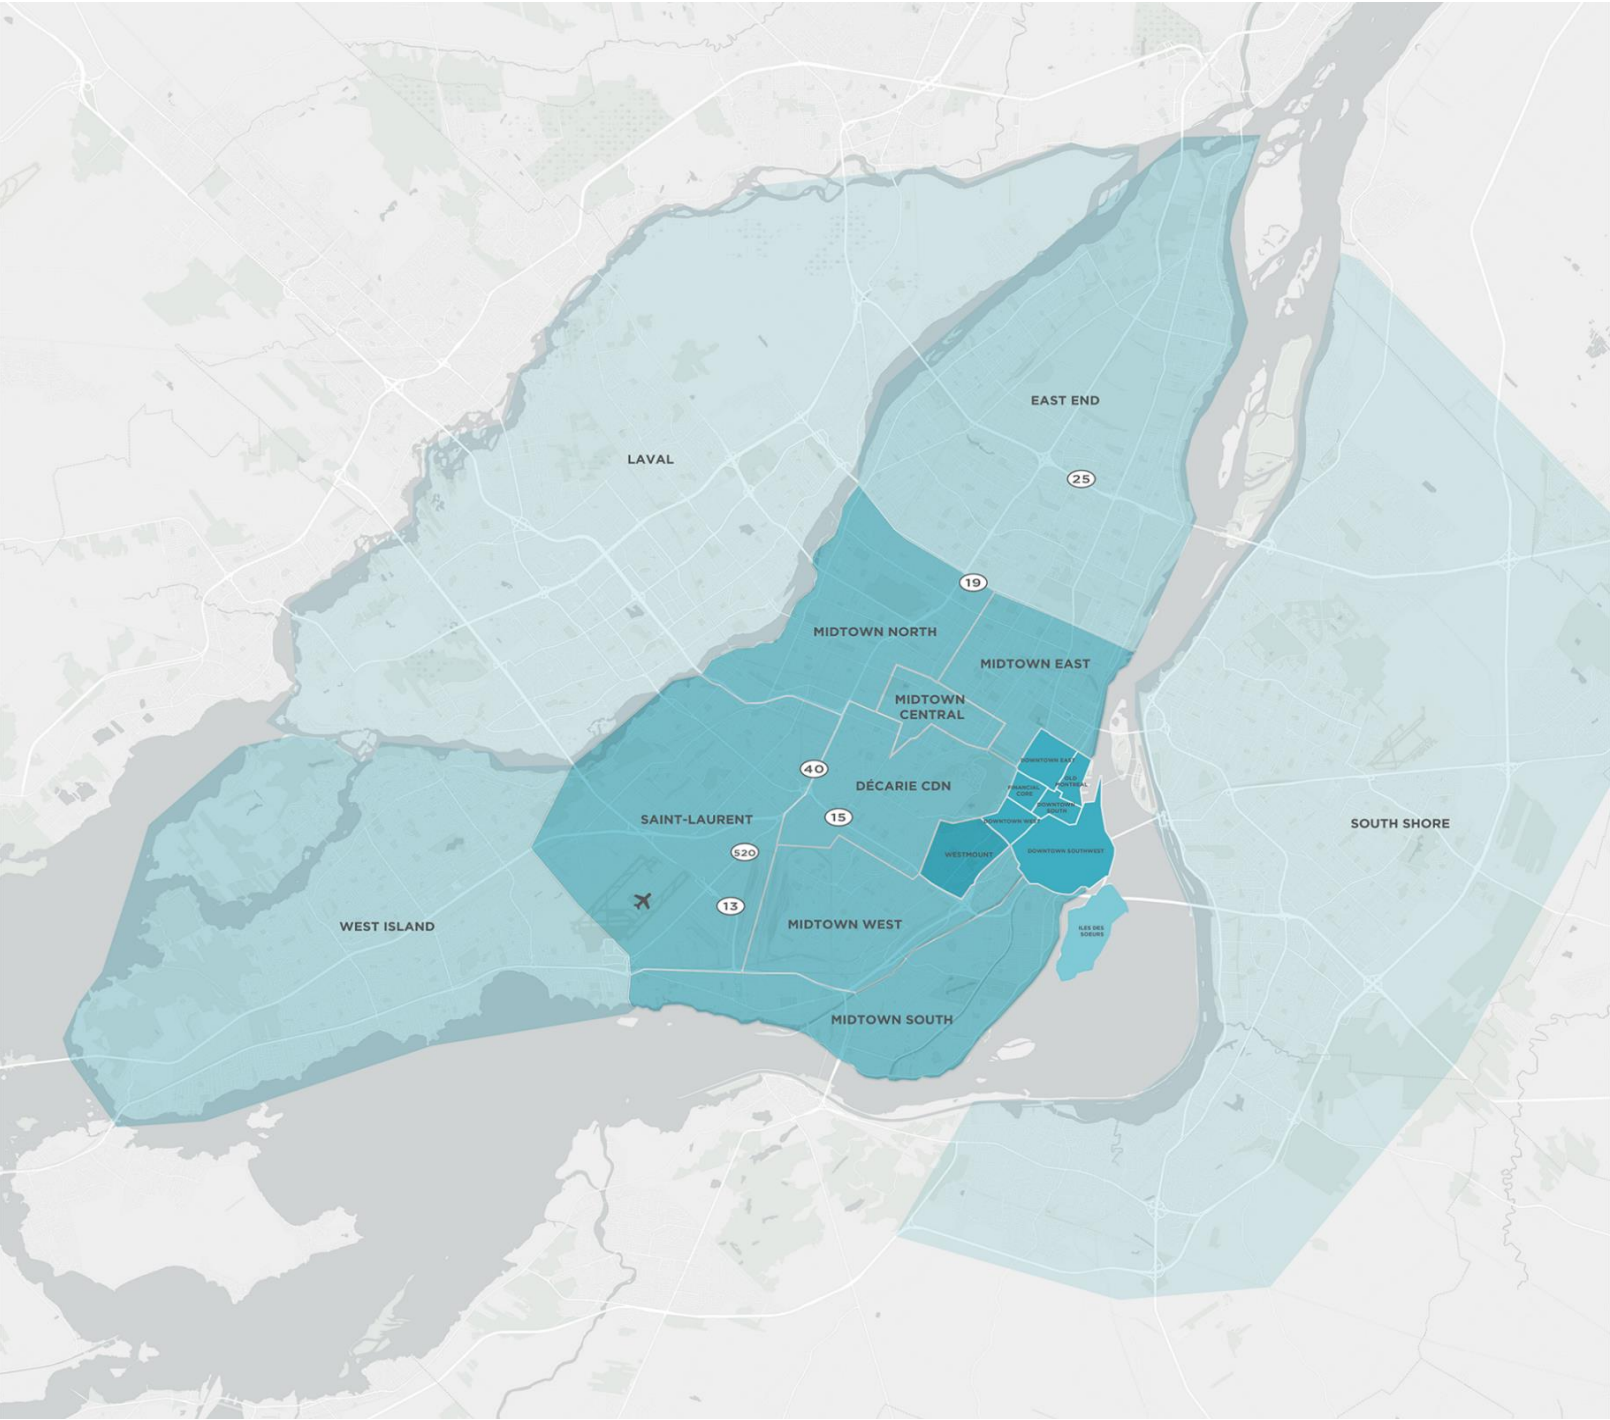 EAST END
LAVAL
25
19
MIDTOWN NORTH
MIDTOWN EAST
MIDTOWN
CENTRAL
40
DOWNTOWN EAST
OLD
MONTREAL
DÉCARIE CDN
FINANCIAL
CORE
DOWNTOWN
SOUTH
15
SAINT-LAURENT
DOWNTOWN WEST
SOUTH SHORE
520
WESTMOUNT
DOWNTOWN SOUTHWEST
13
WEST ISLAND
MIDTOWN WEST
ILES DES
SOEURS
MIDTOWN SOUTH